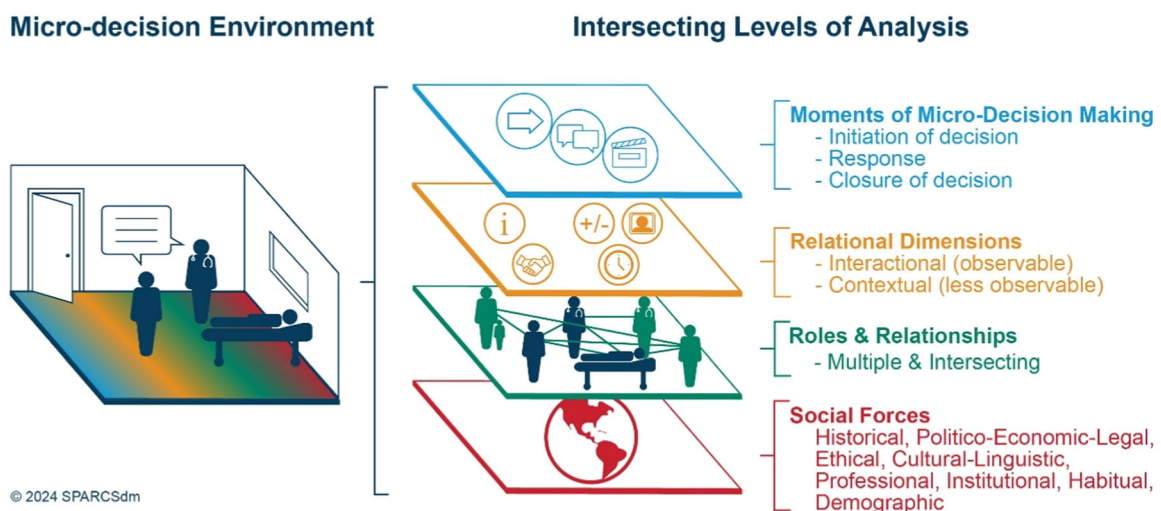 Micro-decision Environment
Intersecting Levels of Analysis
Moments of Micro-Decision Making
- Initiation of decision
- Response
- Closure of decision
i
+/-
Relational Dimensions
- Interactional (observable)
- Contextual (less observable)
Roles & Relationships
- Multiple & Intersecting
Social Forces
Historical, Politico-Economic-Legal,
Ethical, Cultural-Linguistic,
Professional, Institutional, Habitual,
Demographic
© 2024 SPARCSdm